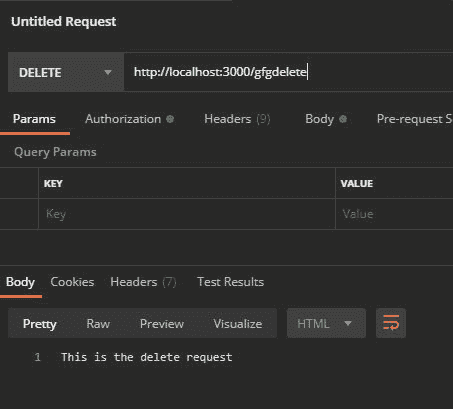 Untitled Request
DELETE http://localhost:3000/gfgdelete
Params Authorization Headers (9) Body Pre-request S
Query Params
KEY VALUE
Key Value
Body Cookies Headers (7) Test Results
Pretty Raw Preview Visualize HTML
1 This is the delete request